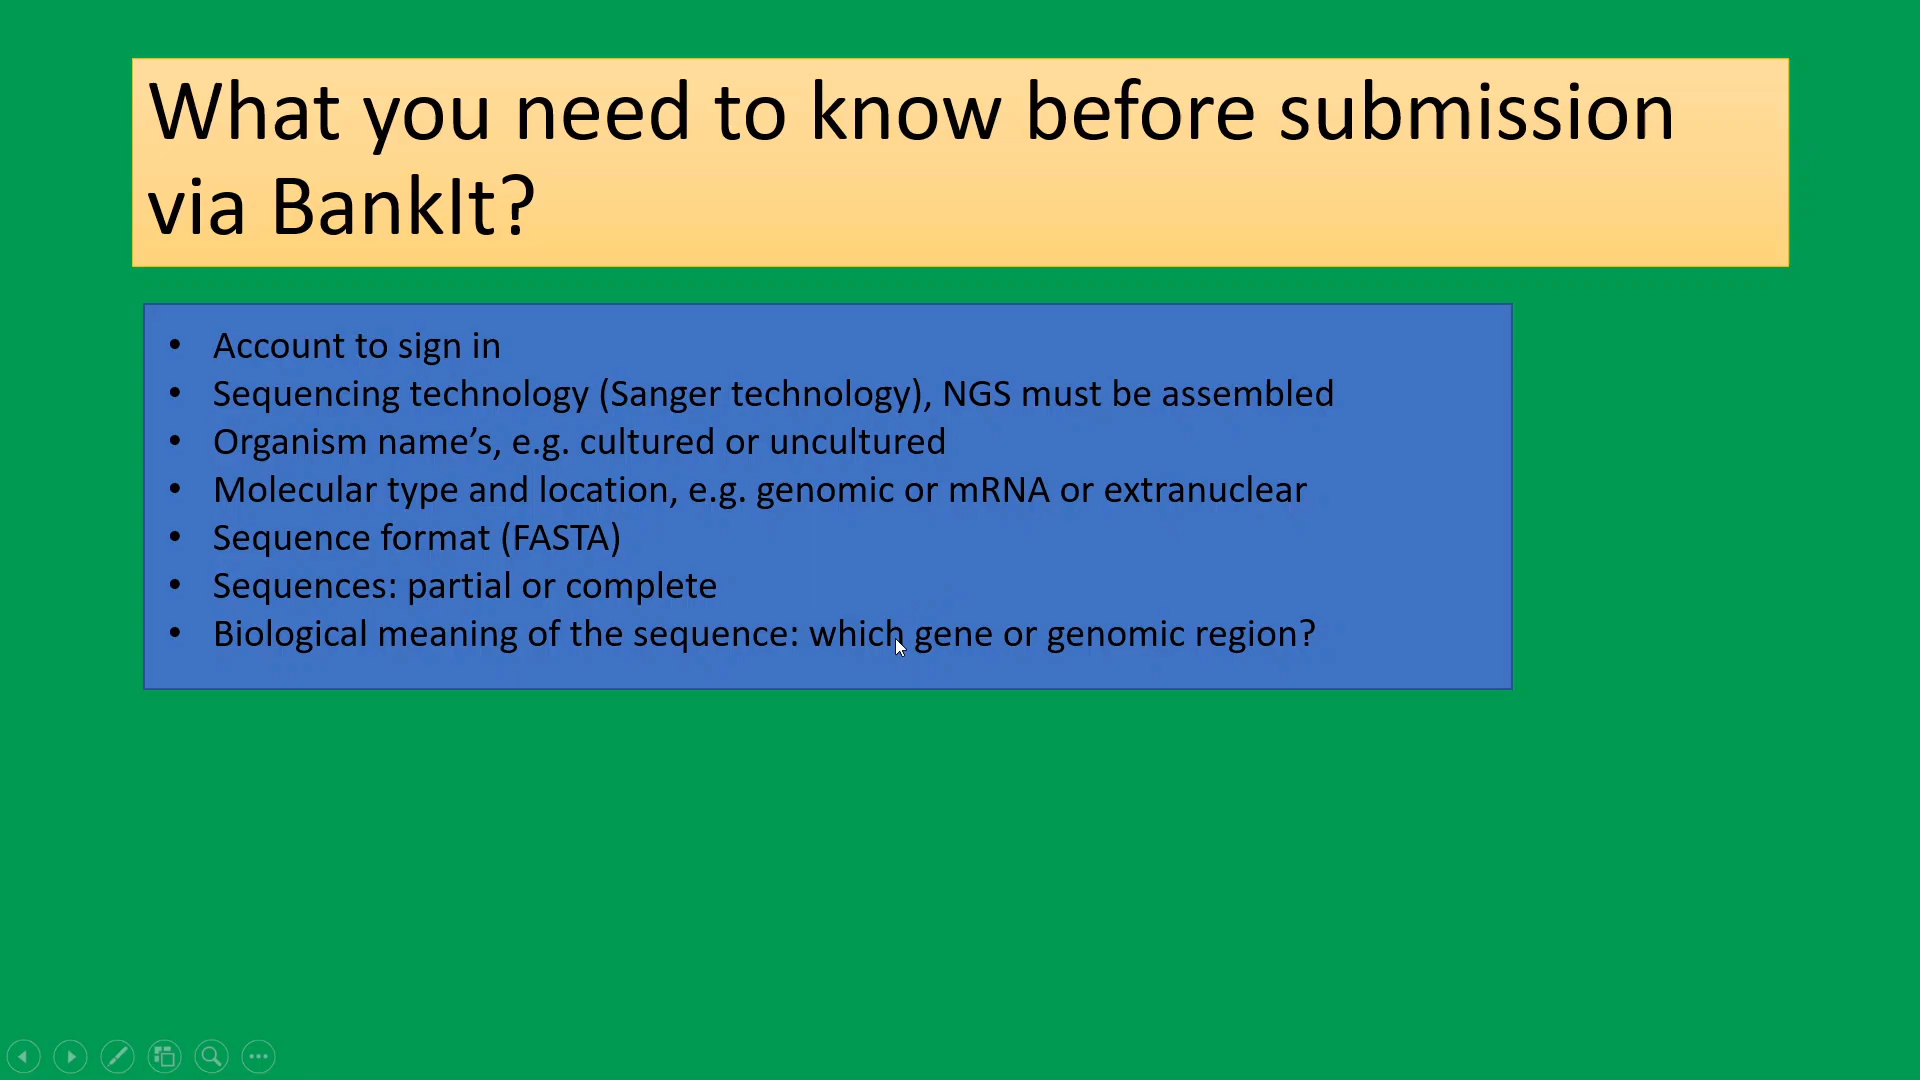 What you need to know before submission
via BankIt?
• Account to sign in
• Sequencing technology (Sanger technology), NGS must be assembled
• Organism name’s, e.g. cultured or uncultured
• Molecular type and location, e.g. genomic or mRNA or extranuclear
• Sequence format (FASTA)
• Sequences: partial or complete
• Biological meaning of the sequence: which gene or genomic region?